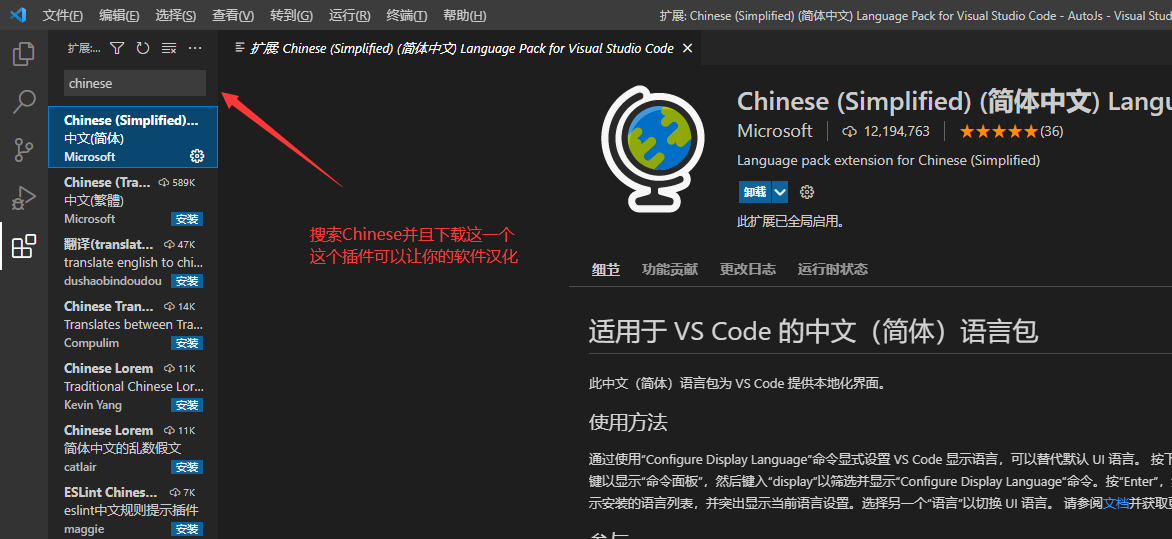 文件(F) 编辑(E) 选择(S) 查看(V) 转到(G) 运行(R) 终端(T) 帮助(H) 扩展: Chinese (Simplified) (简体中文) Language Pack for Visual Studio Code - AutoJs - Visual Stud
扩展:...
扩展: Chinese (Simplified) (简体中文) Language Pack for Visual Studio Code
chinese
Chinese (Simplified)...
中文(简体)
Microsoft
Chinese (Tra... 589K
中文(繁體)
Microsoft 安装
翻译(translat... 47K
translate english to chi...
dushaobindoudou 安装
Chinese Tran... 14K
Translates between Tra...
Compulim 安装
Chinese Lorem 11K
Traditional Chinese Lor...
Kevin Yang 安装
Chinese Lorem 11K
简体中文的乱数假文
catlair 安装
ESLint Chines... 7K
eslint中文规则提示插件
maggie 安装
搜索Chinese并且下载这一个
这个插件可以让你的软件汉化
Chinese (Simplified) (简体中文) Langu
Microsoft 12,194,763 (36)
Language pack extension for Chinese (Simplified)
卸载
此扩展已全局启用。
细节 功能贡献 更改日志 运行时状态
适用于 VS Code 的中文（简体）语言包
此中文（简体）语言包为 VS Code 提供本地化界面。
使用方法
通过使用“Configure Display Language”命令显式设置 VS Code 显示语言，可以替代默认 UI 语言。 按下
键以显示“命令面板”，然后键入“display”以筛选并显示“Configure Display Language”命令。按“Enter”，
示安装的语言列表，并突出显示当前语言设置。选择另一个“语言”以切换 UI 语言。 请参阅文档并获取更
参与